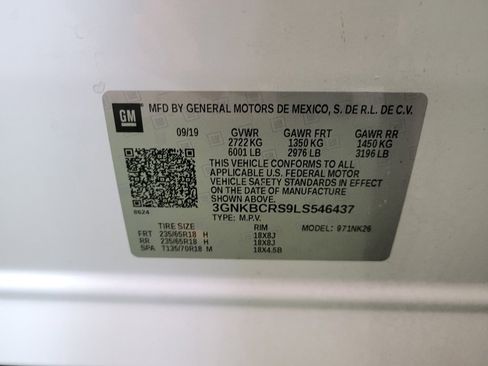 GM
MFD BY GENERAL MOTORS DE MEXICO, S. DE R.L. DE C.V.
09/19 GVWR GAWR FRT GAWR RR
2722 KG 1350 KG 1450 KG
6001 LB 2976 LB 3196 LB
THIS VEHICLE CONFORMS TO ALL
APPLICABLE U.S. FEDERAL MOTOR
VEHICLE SAFETY STANDARDS IN EFFECT
ON THE DATE OF MANUFACTURE
SHOWN ABOVE.
3GNKBCRS9LS546437
8624 TYPE: M.P.V.
TIRE SIZE RIM MODEL: 971NK26
FRT 235/65R18 H 18X8J
RR 235/65R18 H 18X8J
SPA T135/70R18 M 18X4.5B